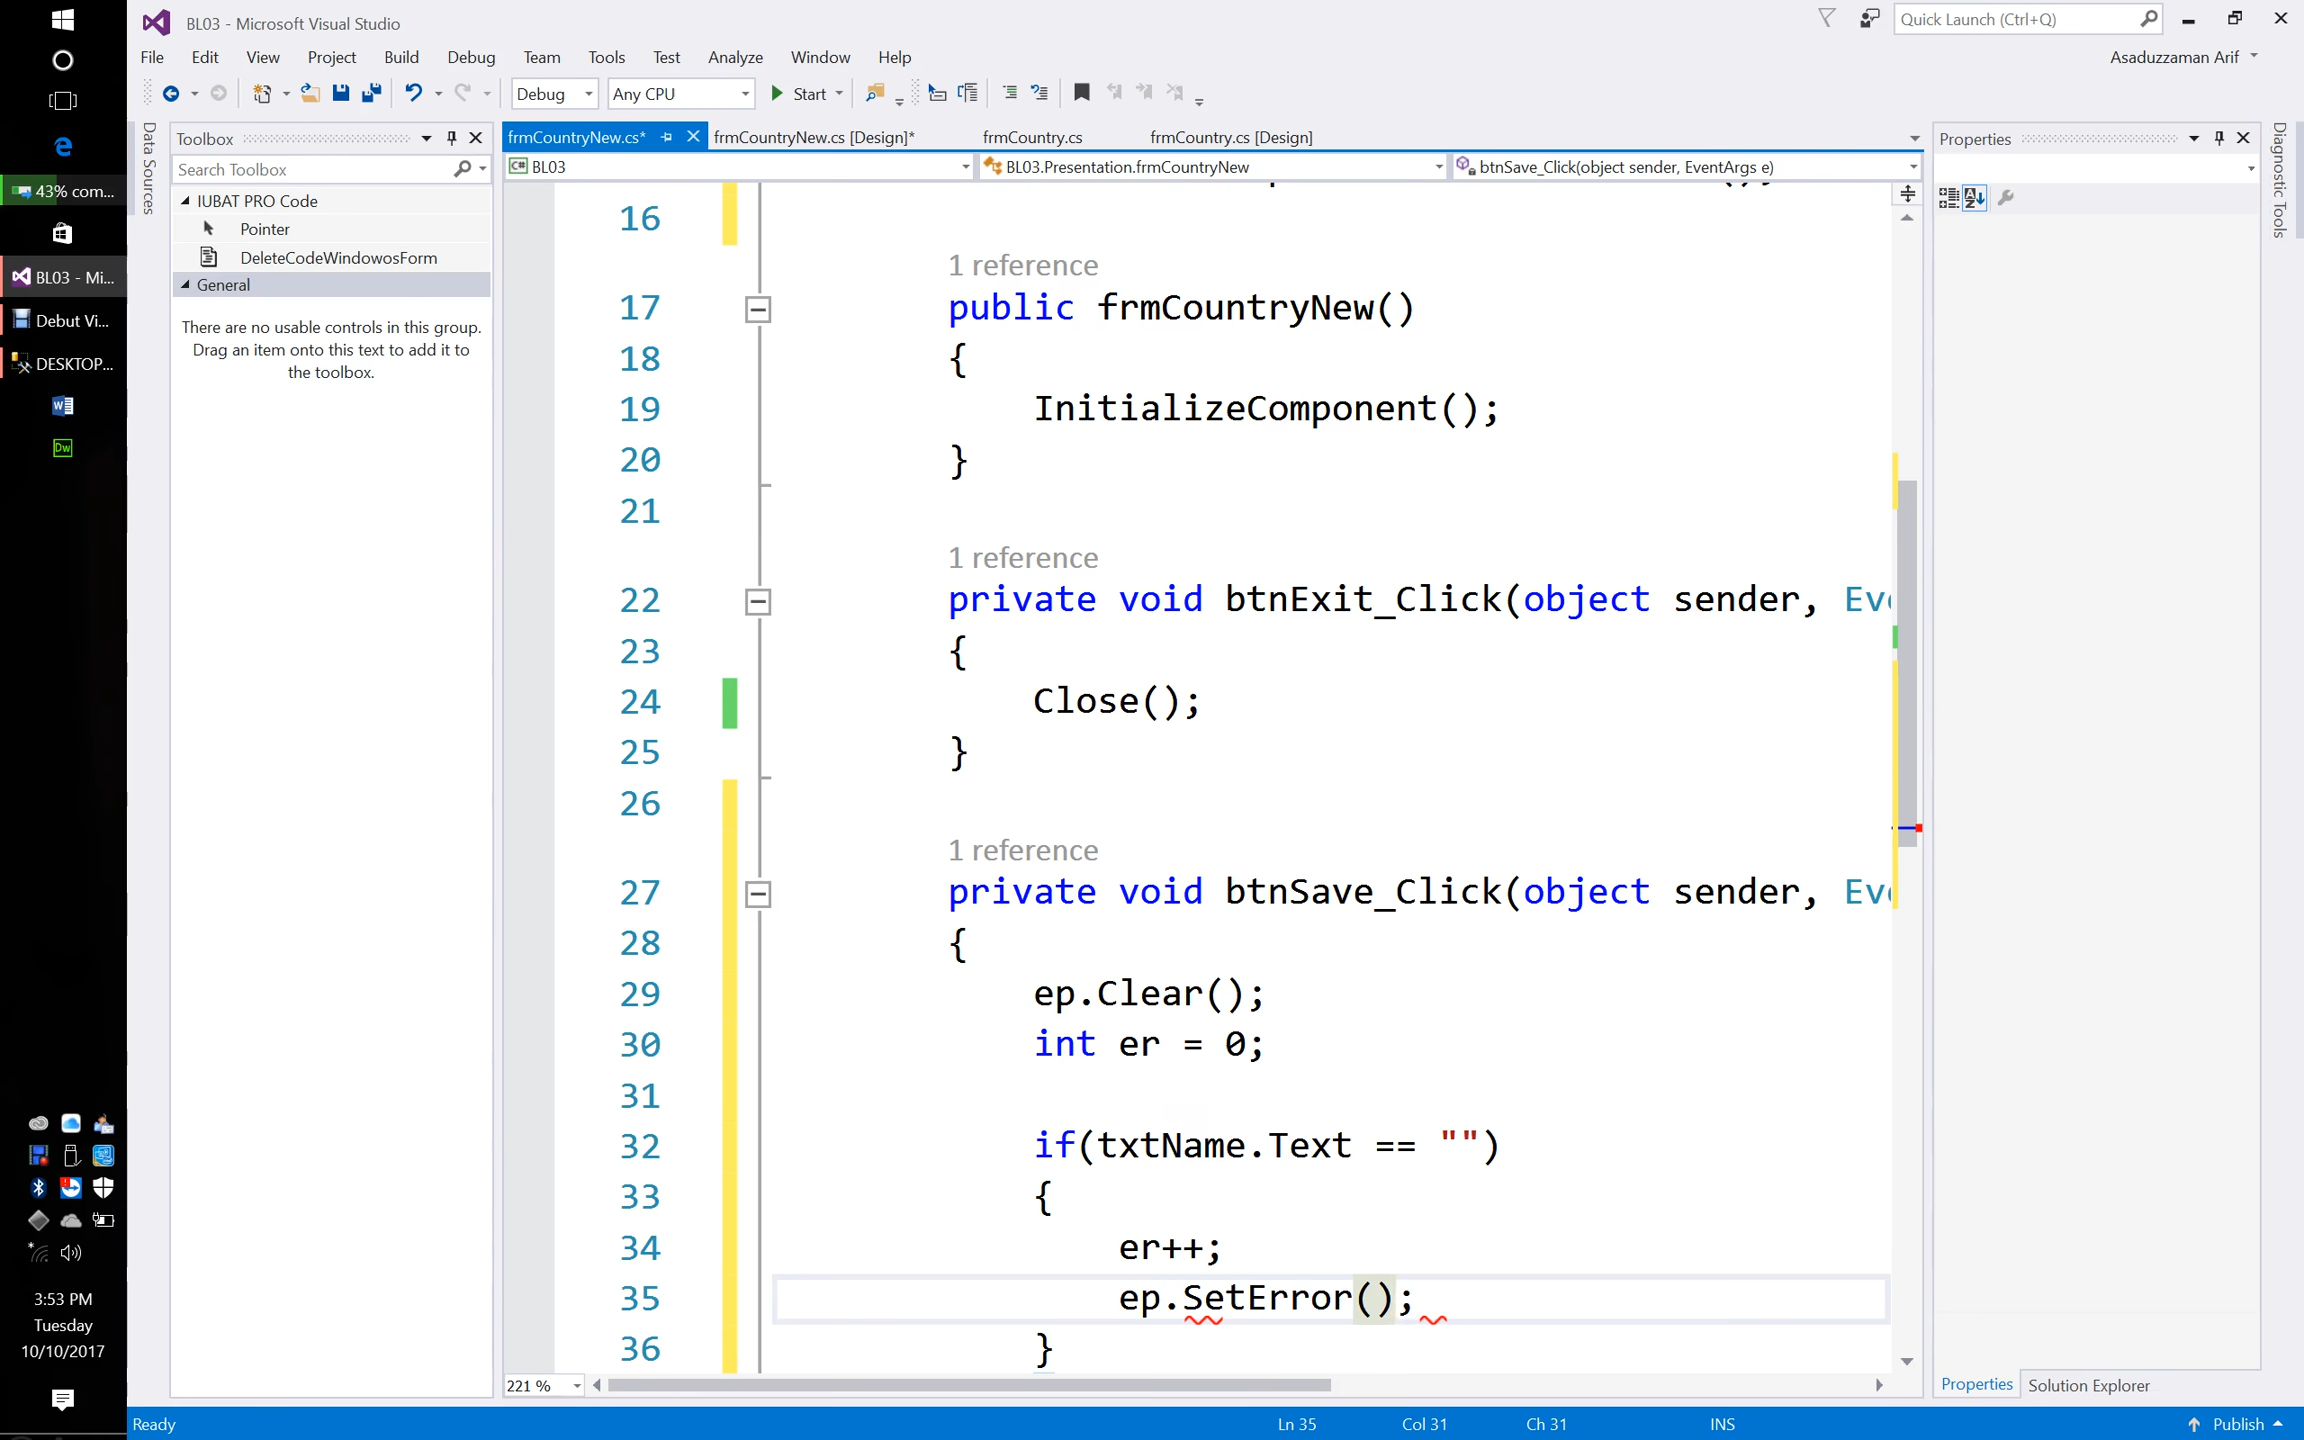 BL03 - Microsoft Visual Studio
Quick Launch (Ctrl+Q)
File Edit View Project Build Debug Team Tools Test Analyze Window Help
Asaduzzaman Arif
Debug Any CPU Start
43% com...
BL03 - Mi...
Debut Vi...
DESKTOP...
Dw
3:53 PM
Tuesday
10/10/2017
Data Sources
Toolbox
Search Toolbox
IUBAT PRO Code
Pointer
DeleteCodeWindowosForm
General
There are no usable controls in this group.
Drag an item onto this text to add it to
the toolbox.
frmCountryNew.cs* frmCountryNew.cs [Design]* frmCountry.cs frmCountry.cs [Design]
BL03 BL03.Presentation.frmCountryNew btnSave_Click(object sender, EventArgs e)
16
1 reference
17 public frmCountryNew()
18 {
19 InitializeComponent();
20 }
21
1 reference
22 private void btnExit_Click(object sender, Eve
23 {
24 Close();
25 }
26
1 reference
27 private void btnSave_Click(object sender, Eve
28 {
29 ep.Clear();
30 int er = 0;
31
32 if(txtName.Text == "")
33 {
34 er++;
35 ep.SetError();
36 }
221 %
Properties
Diagnostic Tools
Properties Solution Explorer
Ready Ln 35 Col 31 Ch 31 INS Publish